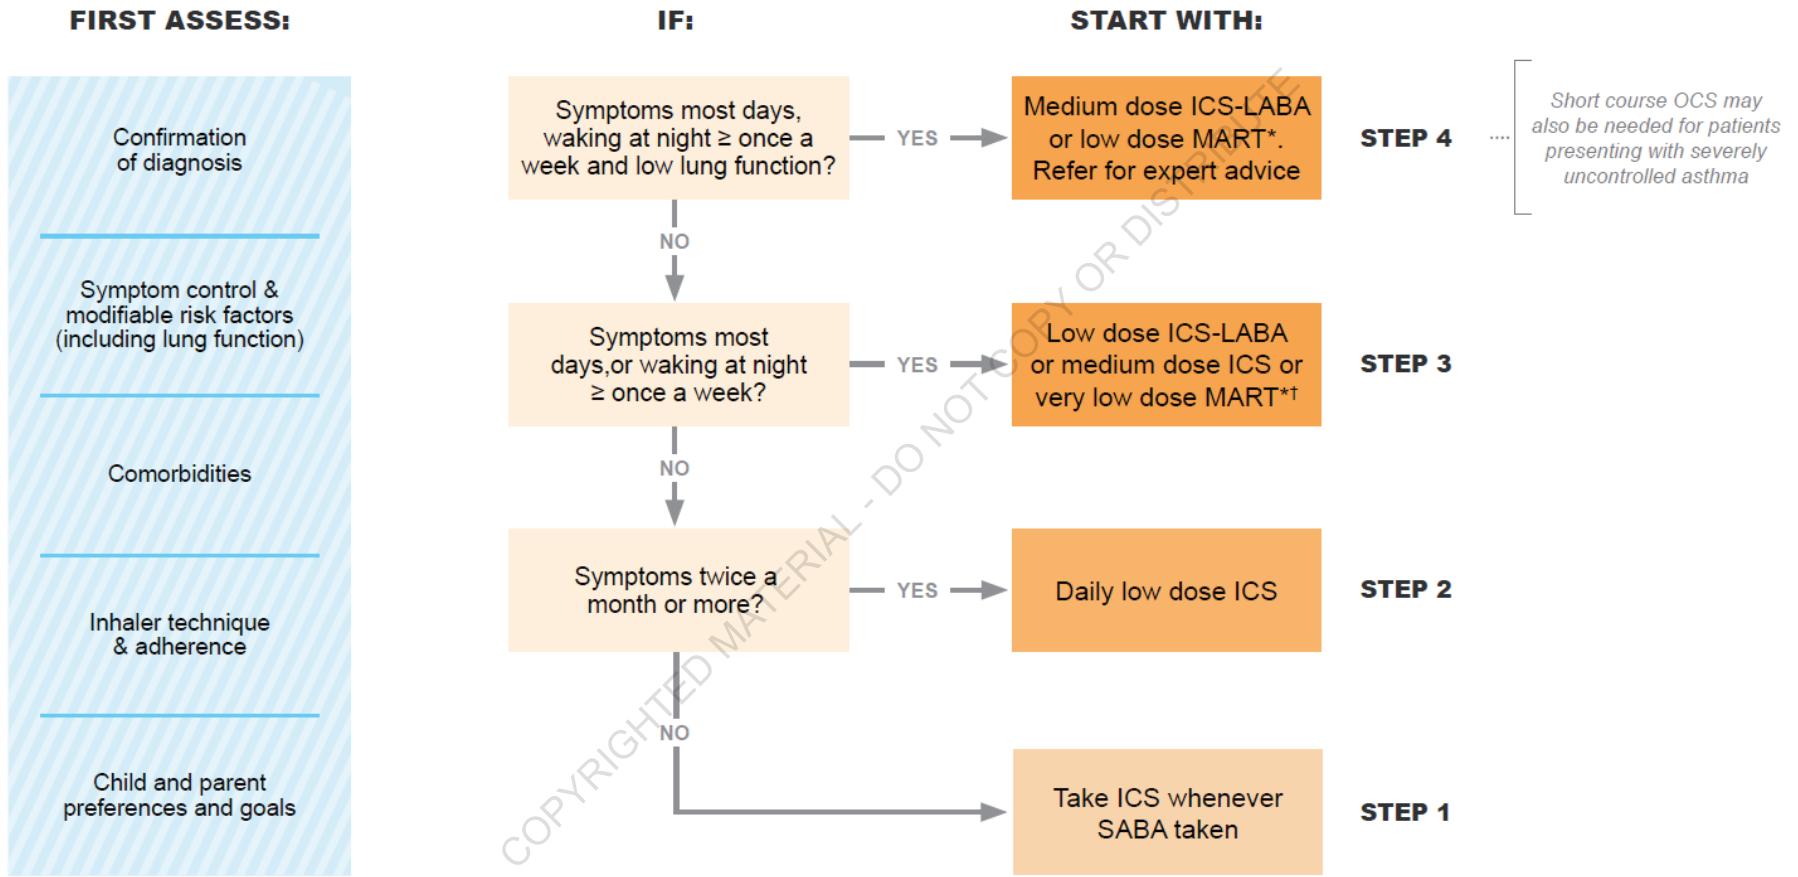 FIRST ASSESS:
IF:
START WITH:
Confirmation
of diagnosis
Symptom control &
modifiable risk factors
(including lung function)
Comorbidities
Inhaler technique
& adherence
Child and parent
preferences and goals
Symptoms most days,
waking at night ≥ once a
week and low lung function?
YES
Medium dose ICS-LABA
or low dose MART*.
Refer for expert advice
STEP 4
Short course OCS may
also be needed for patients
presenting with severely
uncontrolled asthma
NO
Symptoms most
days,or waking at night
≥ once a week?
YES
Low dose ICS-LABA
or medium dose ICS or
very low dose MART*†
STEP 3
NO
Symptoms twice a
month or more?
YES
Daily low dose ICS
STEP 2
NO
Take ICS whenever
SABA taken
STEP 1
COPYRIGHTED MATERIAL - DO NOT COPY OR DISTRIBUTE